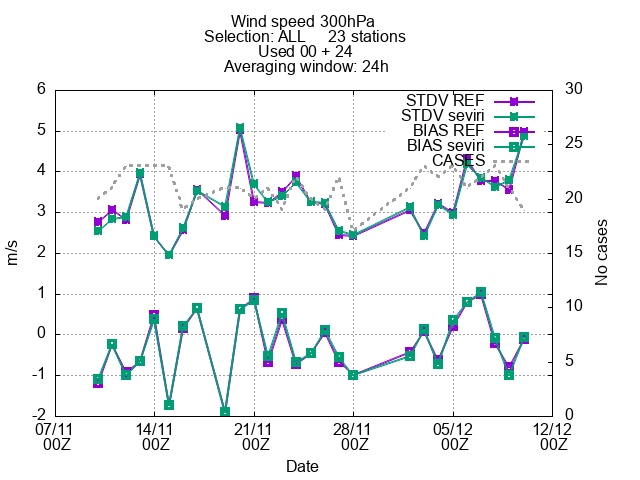 Wind speed 300hPa
Selection: ALL     23 stations
Used 00 + 24
Averaging window: 24h
STDV REF
STDV seviri
BIAS REF
BIAS seviri
CASES
6
5
4
3
2
1
0
-1
-2
m/s
30
25
20
15
10
5
0
No cases
07/11 14/11 21/11 28/11 05/12 12/12
00Z 00Z 00Z 00Z 00Z 00Z
Date